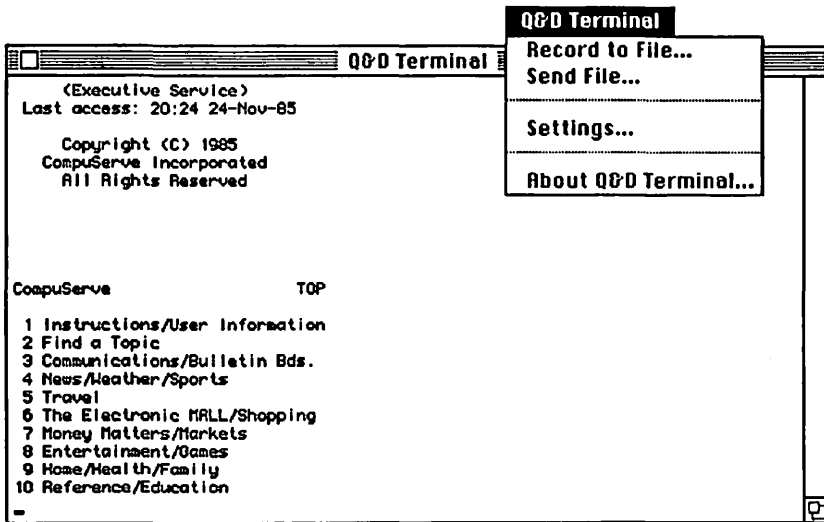 Q&D Terminal
Record to File...
Send File...
Settings...
About Q&D Terminal...
Q&D Terminal
(Executive Service)
Last access: 20:24 24-Nov-85
Copyright (C) 1985
CompuServe Incorporated
All Rights Reserved
CompuServe TOP
1 Instructions/User Information
2 Find a Topic
3 Communications/Bulletin Bds.
4 News/Weather/Sports
5 Travel
6 The Electronic MALL/Shopping
7 Money Matters/Markets
8 Entertainment/Games
9 Home/Health/Family
10 Reference/Education